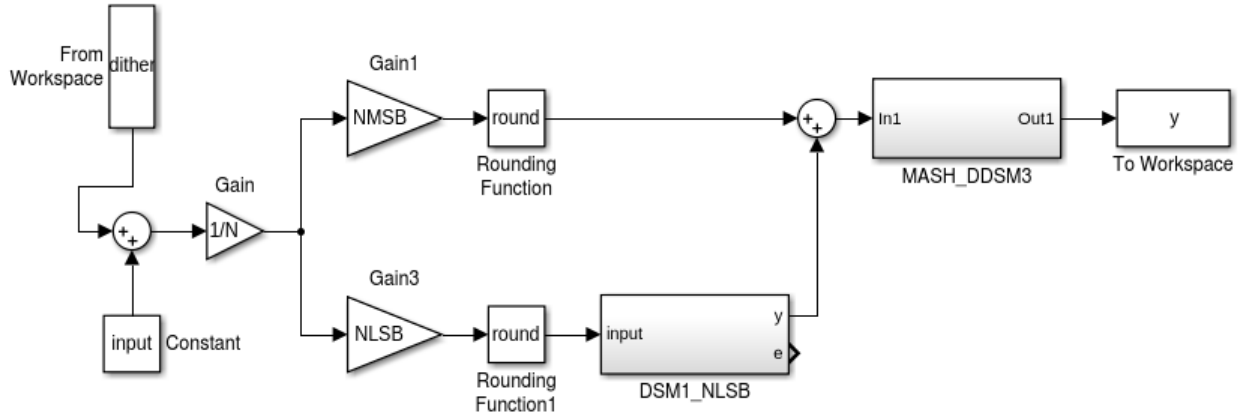 From
Workspace
dither
Gain
1/N
input
Constant
Gain1
NMSB
round
Rounding
Function
Gain3
NLSB
round
Rounding
Function1
input
y
e
DSM1_NLSB
++
++
In1
Out1
MASH_DDSM3
y
To Workspace